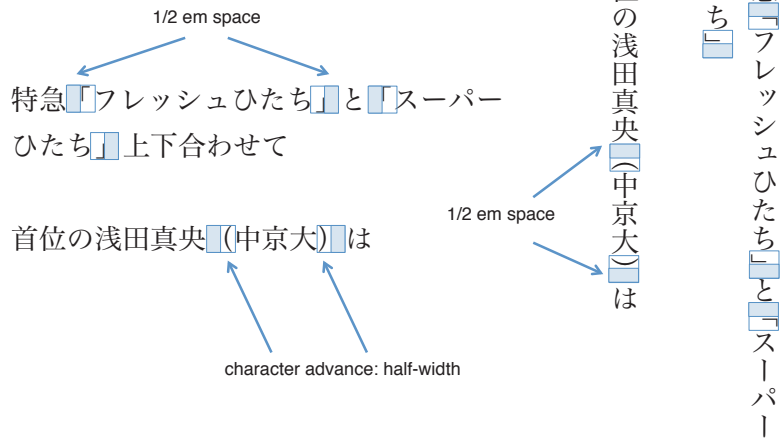 1/2 em space
特急「フレッシュひたち」と「スーパー
ひたち」上下合わせて
首位の浅田真央(中京大)は
1/2 em space
character advance: half-width
「フレッシュひたち」と「スーパー
ち」
の浅田真央(中京大)は